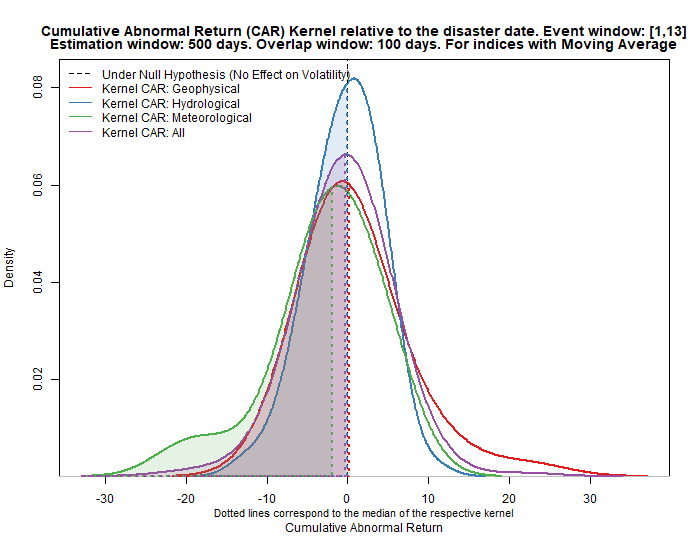 Cumulative Abnormal Return (CAR) Kernel relative to the disaster date. Event window: [1,13]
Estimation window: 500 days. Overlap window: 100 days. For indices with Moving Average
Under Null Hypothesis (No Effect on Volatility)
Kernel CAR: Geophysical
Kernel CAR: Hydrological
Kernel CAR: Meteorological
Kernel CAR: All
Density
0.08
0.06
0.04
0.02
-30 -20 -10 0 10 20 30
Dotted lines correspond to the median of the respective kernel
Cumulative Abnormal Return